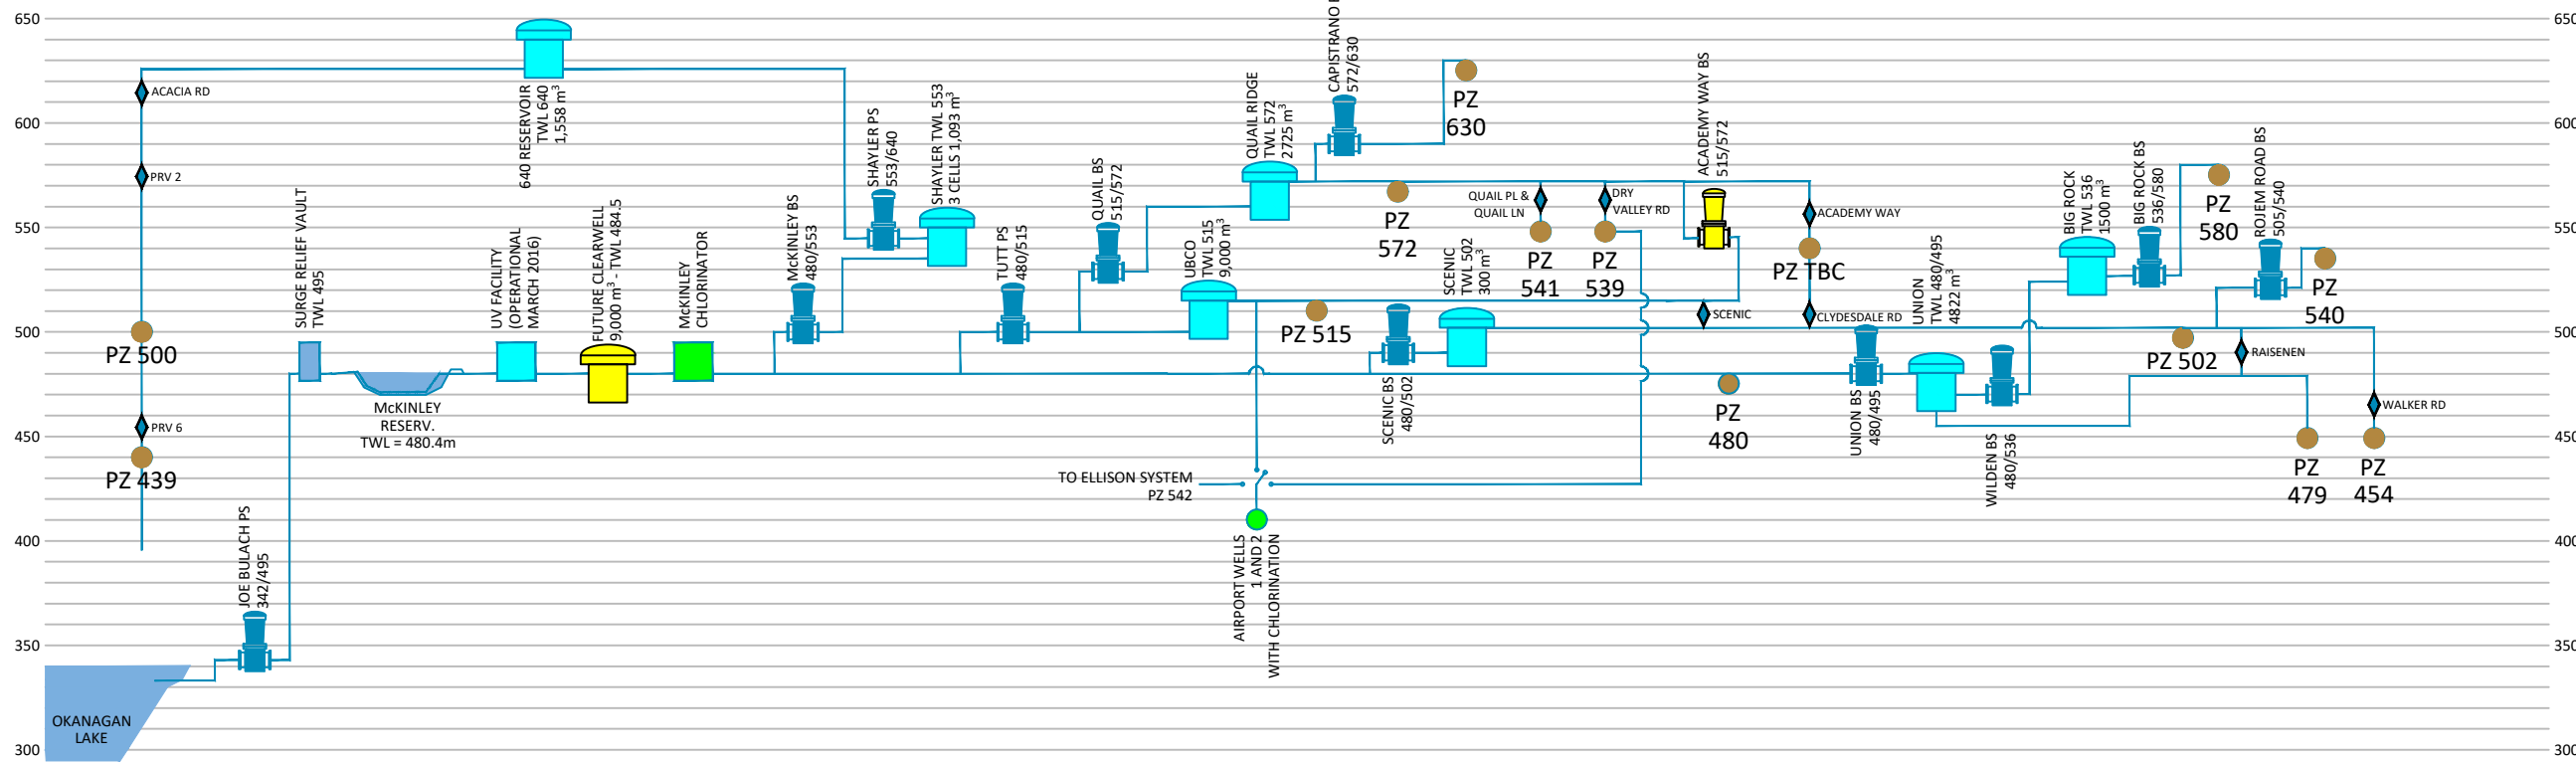 650
600
550
500
450
400
350
300
650
600
550
500
450
400
350
300
ACACIA RD
PRV 2
PZ 500
PRV 6
PZ 439
OKANAGAN
LAKE
JOE BULACH PS
342/495
SURGE RELIEF VAULT
TWL 495
McKINLEY
RESERV.
TWL = 480.4m
640 RESERVOIR
TWL 640
1,558 m³
UV FACILITY
(OPERATIONAL
MARCH 2016)
FUTURE CLEARWELL
9,000 m³ - TWL 484.5
McKINLEY
CHLORINATOR
McKINLEY BS
480/553
SHAYLER PS
553/640
SHAYLER TWL 553
3 CELLS 1,093 m³
TUTT PS
480/515
QUAIL BS
515/572
UBCO
TWL 515
9,000 m³
QUAIL RIDGE
TWL 572
2725 m³
CAPISTRANO
572/630
PZ
630
PZ
572
PZ 515
QUAIL PL &
QUAIL LN
PZ
541
DRY
VALLEY RD
PZ
539
ACADEMY WAY BS
515/572
ACADEMY WAY
PZ TBC
SCENIC
CLYDESDALE RD
SCENIC
TWL 502
300 m³
SCENIC BS
480/502
TO ELLISON SYSTEM
PZ 542
AIRPORT WELLS
1 AND 2
WITH CHLORINATION
PZ
480
UNION BS
480/495
UNION
TWL 480/495
4822 m³
WILDEN BS
480/536
BIG ROCK
TWL 536
1500 m³
BIG ROCK BS
536/580
PZ
580
ROJEM ROAD BS
505/540
PZ
540
PZ 502
RAISENEN
WALKER RD
PZ
479
PZ
454